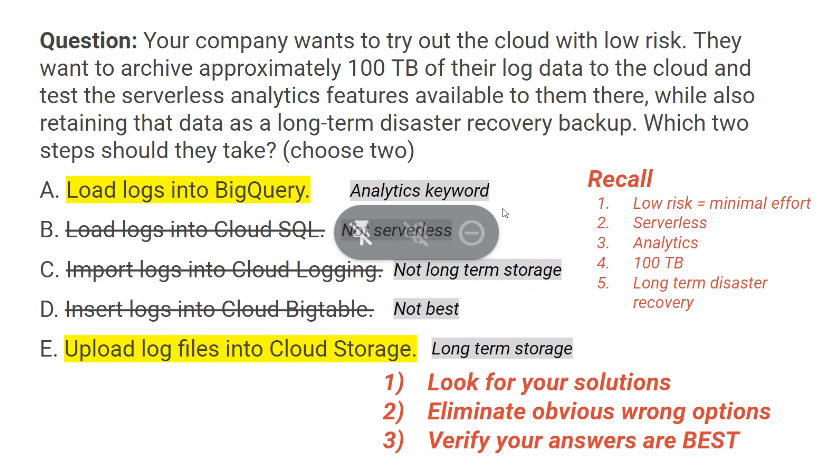 Question: Your company wants to try out the cloud with low risk. They
want to archive approximately 100 TB of their log data to the cloud and
test the serverless analytics features available to them there, while also
retaining that data as a long-term disaster recovery backup. Which two
steps should they take? (choose two)
A. Load logs into BigQuery. Analytics keyword
B. Load logs into Cloud SQL. Not serverless
C. Import logs into Cloud Logging. Not long term storage
D. Insert logs into Cloud Bigtable. Not best
E. Upload log files into Cloud Storage. Long term storage
Recall
1. Low risk = minimal effort
2. Serverless
3. Analytics
4. 100 TB
5. Long term disaster
recovery
1) Look for your solutions
2) Eliminate obvious wrong options
3) Verify your answers are BEST